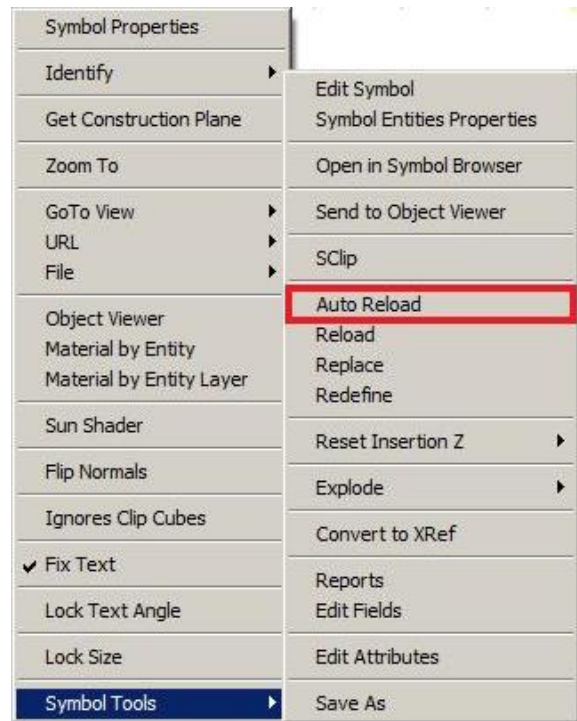 Symbol Properties
Identify
Get Construction Plane
Zoom To
GoTo View
URL
File
Object Viewer
Material by Entity
Material by Entity Layer
Sun Shader
Flip Normals
Ignores Clip Cubes
Fix Text
Lock Text Angle
Lock Size
Symbol Tools
Edit Symbol
Symbol Entities Properties
Open in Symbol Browser
Send to Object Viewer
SClip
Auto Reload
Reload
Replace
Redefine
Reset Insertion Z
Explode
Convert to XRef
Reports
Edit Fields
Edit Attributes
Save As